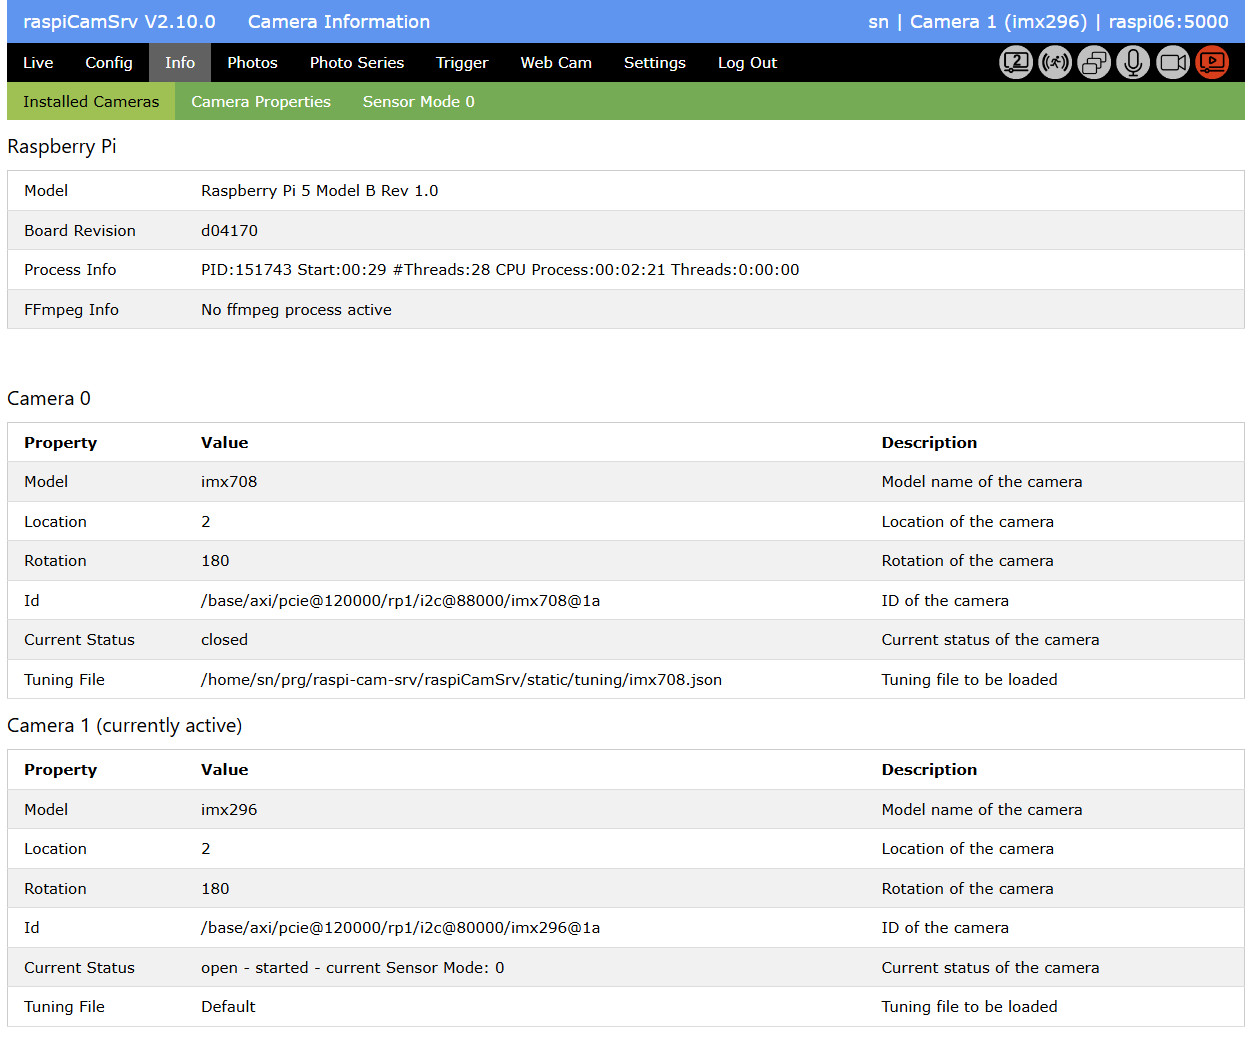 raspiCamSrv V2.10.0 Camera Information sn | Camera 1 (imx296) | raspi06:5000
Live Config Info Photos Photo Series Trigger Web Cam Settings Log Out 2
Installed Cameras Camera Properties Sensor Mode 0
Raspberry Pi
Model Raspberry Pi 5 Model B Rev 1.0
Board Revision d04170
Process Info PID:151743 Start:00:29 #Threads:28 CPU Process:00:02:21 Threads:0:00:00
FFmpeg Info No ffmpeg process active
Camera 0
Property Value Description
Model imx708 Model name of the camera
Location 2 Location of the camera
Rotation 180 Rotation of the camera
Id /base/axi/pcie@120000/rp1/i2c@88000/imx708@1a ID of the camera
Current Status closed Current status of the camera
Tuning File /home/sn/prg/raspi-cam-srv/raspiCamSrv/static/tuning/imx708.json Tuning file to be loaded
Camera 1 (currently active)
Property Value Description
Model imx296 Model name of the camera
Location 2 Location of the camera
Rotation 180 Rotation of the camera
Id /base/axi/pcie@120000/rp1/i2c@80000/imx296@1a ID of the camera
Current Status open - started - current Sensor Mode: 0 Current status of the camera
Tuning File Default Tuning file to be loaded